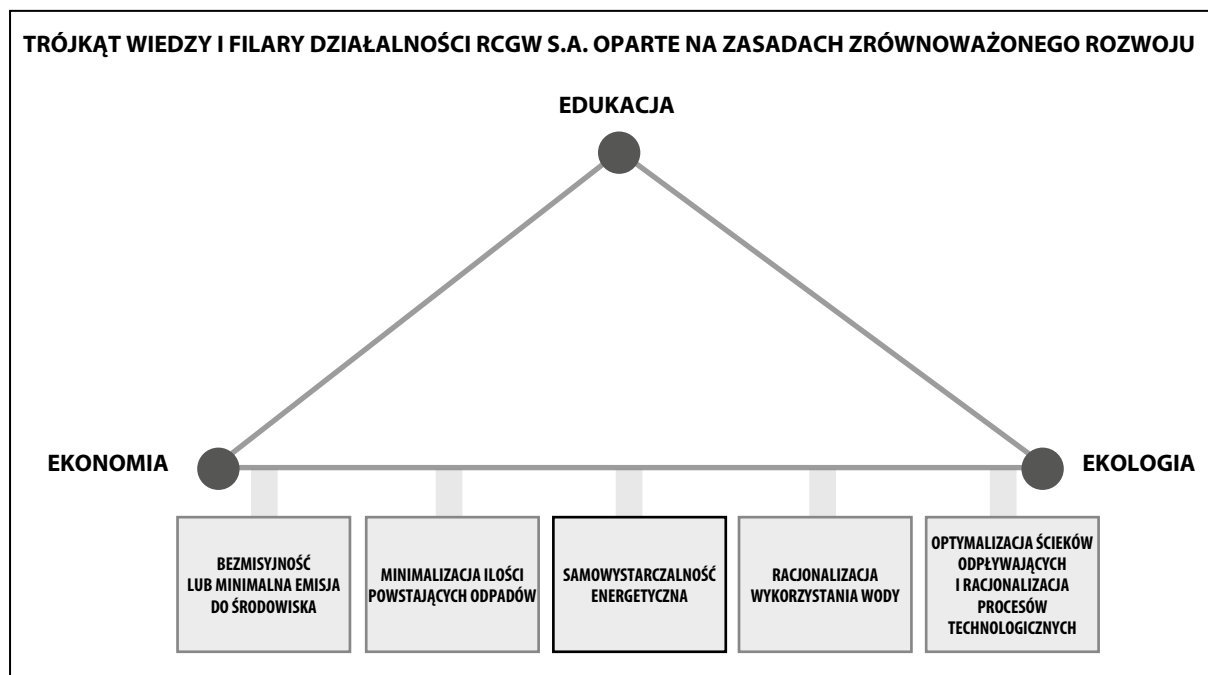 TRÓJKĄT WIEDZY I FILARY DZIAŁALNOŚCI RCGW S.A. OPARTE NA ZASADACH ZRÓWNOWAŻONEGO ROZWOJU
EDUKACJA
EKONOMIA
EKOLOGIA
BEZMISYJNOŚĆ
LUB MINIMALNA EMISJA
DO ŚRODOWISKA
MINIMALIZACJA ILOŚCI
POWSTAJĄCYCH ODPADÓW
SAMOWYSTARCZALNOŚĆ
ENERGETYCZNA
RACJONALIZACJA
WYKORZYSTANIA WODY
OPTYMALIZACJA ŚCIEKÓW
ODPŁYWAJĄCYCH
I RACJONALIZACJA
PROCESÓW
TECHNOLOGICZNYCH